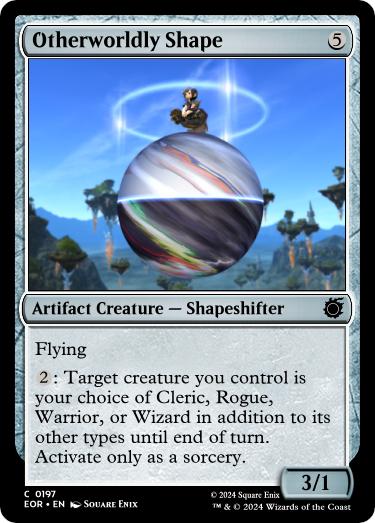 Otherworldly Shape 5
Artifact Creature — Shapeshifter
Flying
2: Target creature you control is
your choice of Cleric, Rogue,
Warrior, or Wizard in addition to its
other types until end of turn.
Activate only as a sorcery.
3/1
C 0197
EOR • EN Square Enix
© 2024 Square Enix
™ & © 2024 Wizards of the Coast